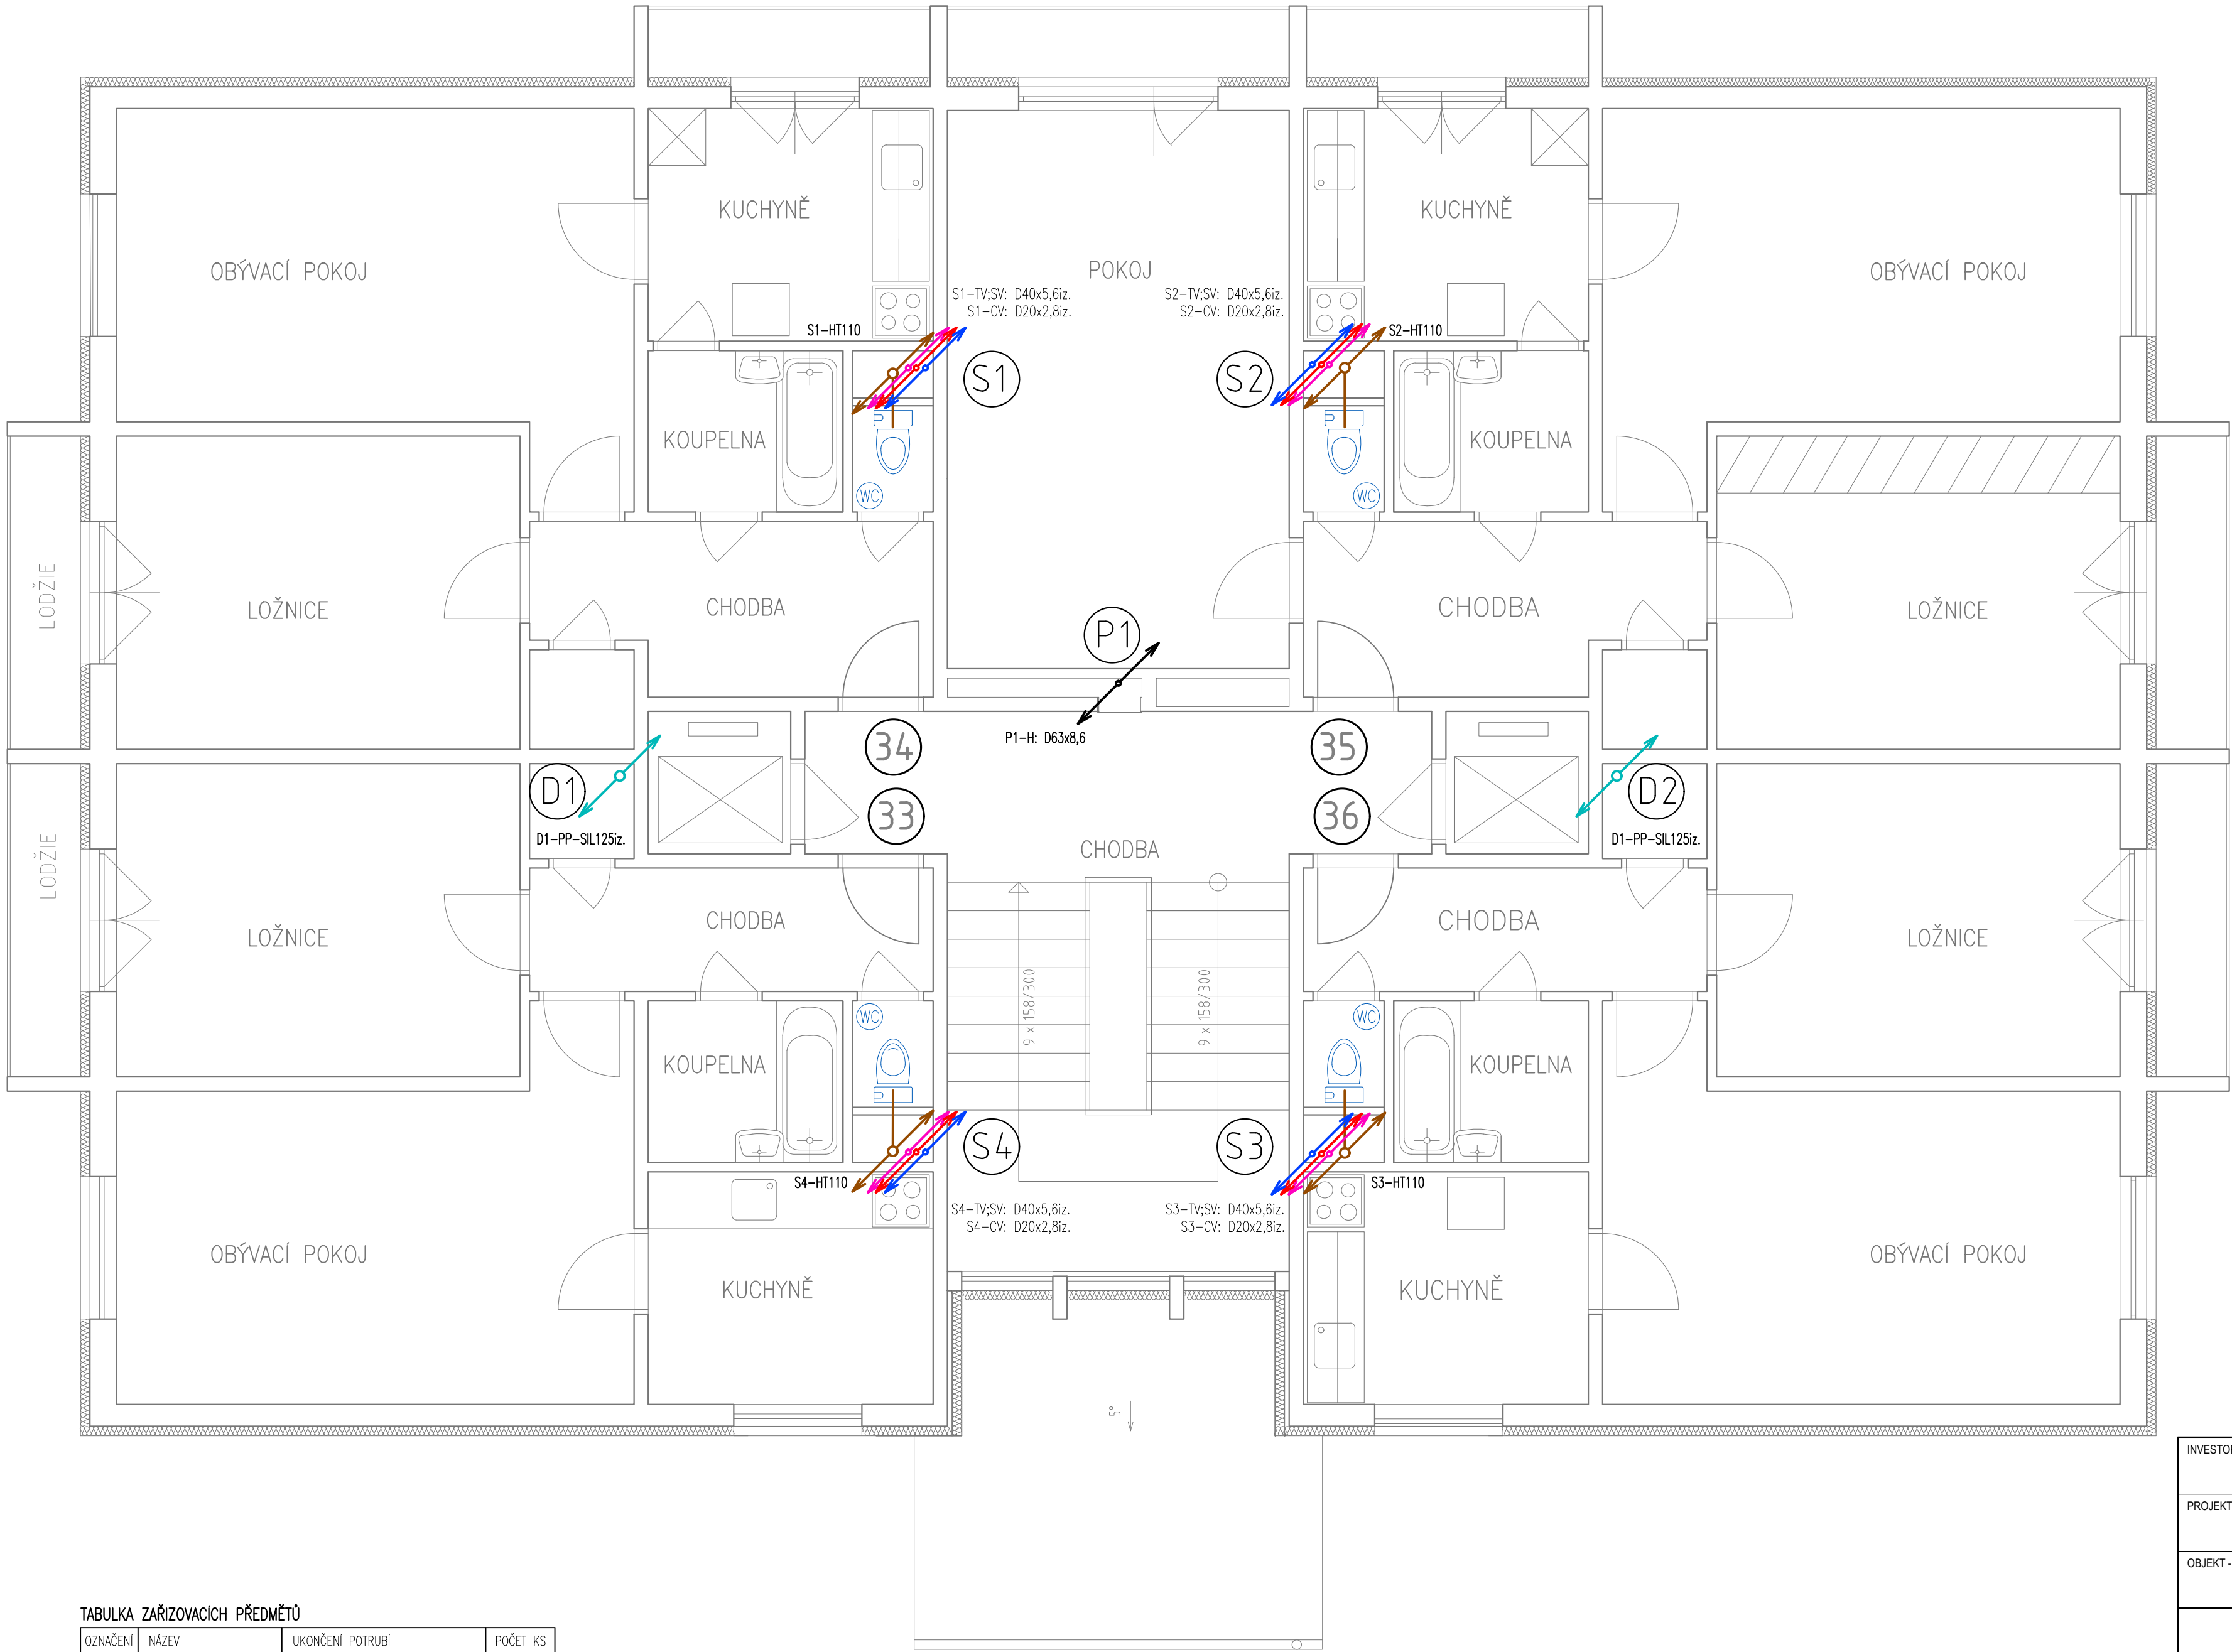 KUCHYNĚ
KUCHYNĚ
OBÝVACÍ POKOJ
POKOJ
OBÝVACÍ POKOJ
S1-TV;SV: D40x5,6iz.
S1-CV: D20x2,8iz.
S2-TV;SV: D40x5,6iz.
S2-CV: D20x2,8iz.
S1-HT110
S2-HT110
S1
S2
KOUPELNA
KOUPELNA
WC
WC
LODŽIE
LOŽNICE
CHODBA
CHODBA
LOŽNICE
P1
P1-H: D63x8,6
34
35
D1
D2
33
36
D1-PP-SIL125iz.
D1-PP-SIL125iz.
LODŽIE
CHODBA
LOŽNICE
CHODBA
CHODBA
LOŽNICE
9 x 158/300
9 x 158/300
WC
WC
KOUPELNA
KOUPELNA
S4
S3
S4-HT110
S3-HT110
S4-TV;SV: D40x5,6iz.
S4-CV: D20x2,8iz.
S3-TV;SV: D40x5,6iz.
S3-CV: D20x2,8iz.
OBÝVACÍ POKOJ
OBÝVACÍ POKOJ
KUCHYNĚ
KUCHYNĚ
5°
INVESTO
PROJEKT
OBJEKT -
TABULKA ZAŘIZOVACÍCH PŘEDMĚTŮ
OZNAČENÍ NÁZEV UKONČENÍ POTRUBÍ POČET KS